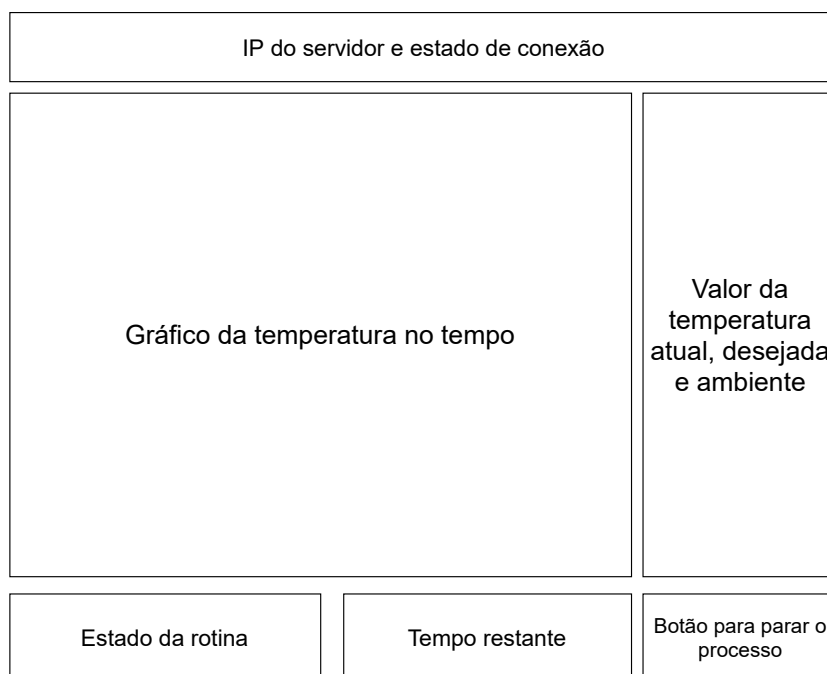 IP do servidor e estado de conexão
Gráfico da temperatura no tempo
Valor da
temperatura
atual, desejada
e ambiente
Estado da rotina
Tempo restante
Botão para parar o
processo